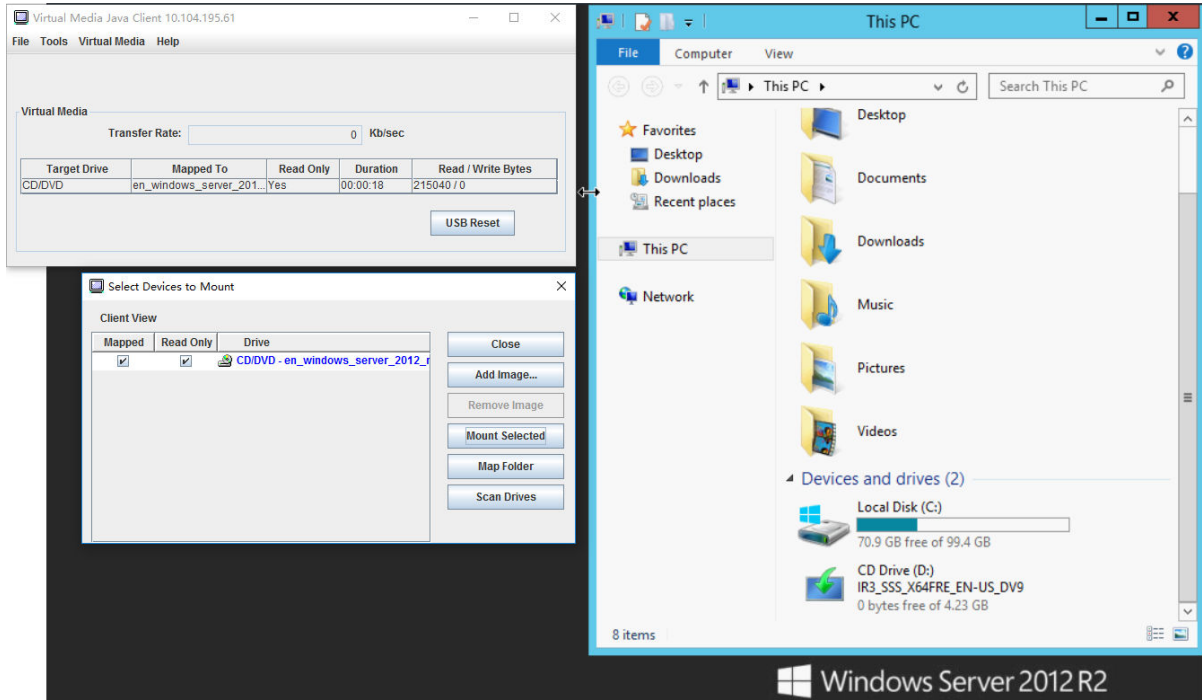 Virtual Media Java Client 10.104.195.61
File Tools Virtual Media Help
Virtual Media
Transfer Rate: 0 Kb/sec
Target Drive Mapped To Read Only Duration Read / Write Bytes
CD/DVD en_windows_server_201... Yes 00:00:18 215040 / 0
USB Reset
Select Devices to Mount
Client View
Mapped Read Only Drive
CD/DVD - en_windows_server_2012_r
Close
Add Image...
Remove Image
Mount Selected
Map Folder
Scan Drives
This PC
File Computer View
This PC
Search This PC
Favorites
Desktop
Downloads
Recent places
This PC
Network
Desktop
Documents
Downloads
Music
Pictures
Videos
Devices and drives (2)
Local Disk (C:)
70.9 GB free of 99.4 GB
CD Drive (D:)
IR3_SSS_X64FRE_EN-US_DV9
0 bytes free of 4.23 GB
8 items
Windows Server 2012 R2